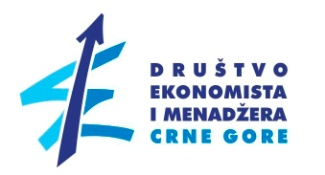 DRUŠTVO
EKONOMISTA
I MENADŽERA
CRNE GORE